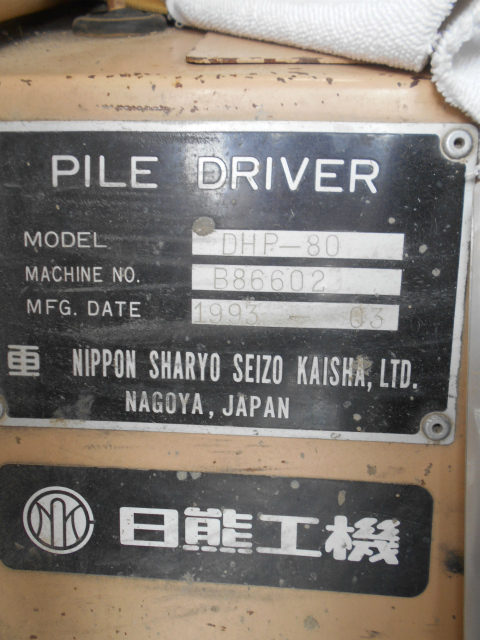 PILE DRIVER
MODEL DHP-80
MACHINE NO. B86602
MFG. DATE 1993 - 03
NIPPON SHARYO SEIZO KAISHA, LTD.
NAGOYA, JAPAN
日熊工機